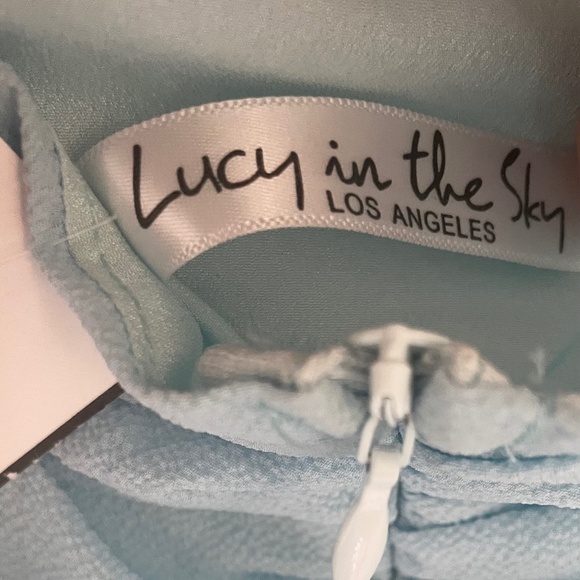 Lucy in the Sky
LOS ANGELES